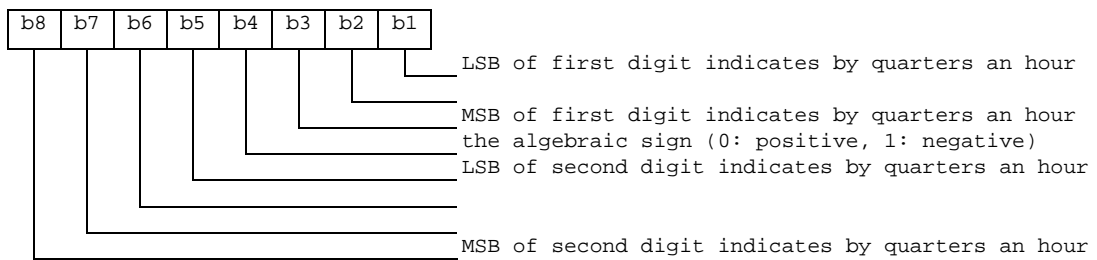 b8 b7 b6 b5 b4 b3 b2 b1
LSB of first digit indicates by quarters an hour
MSB of first digit indicates by quarters an hour
the algebraic sign (0: positive, 1: negative)
LSB of second digit indicates by quarters an hour
MSB of second digit indicates by quarters an hour